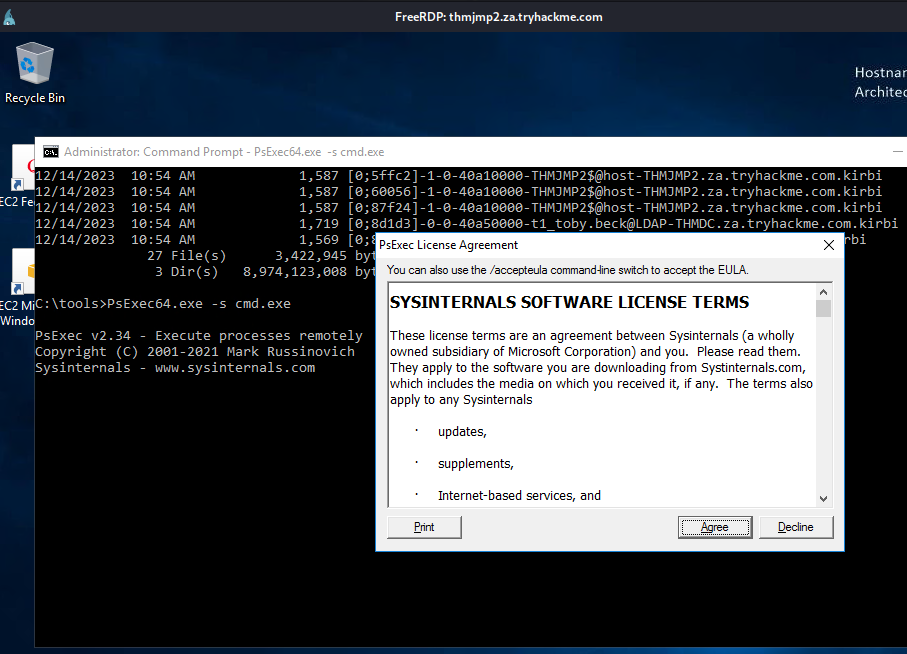 FreeRDP: thmjmp2.za.tryhackme.com
Recycle Bin
Hostnar
Architec
EC2 Fe
EC2 Mi
Windo
Administrator: Command Prompt - PsExec64.exe  -s cmd.exe
12/14/2023  10:54 AM             1,587 [0;5ffc2]-1-0-40a10000-THMJMP2$@host-THMJMP2.za.tryhackme.com.kirbi
12/14/2023  10:54 AM             1,587 [0;60056]-1-0-40a10000-THMJMP2$@host-THMJMP2.za.tryhackme.com.kirbi
12/14/2023  10:54 AM             1,587 [0;87f24]-1-0-40a10000-THMJMP2$@host-THMJMP2.za.tryhackme.com.kirbi
12/14/2023  10:54 AM             1,719 [0;8d1d3]-0-0-40a50000-t1_toby.beck@LDAP-THMDC.za.tryhackme.com.kirbi
12/14/2023  10:54 AM             1,569 [0;8 rbi
27 File(s)      3,422,945 byt
3 Dir(s)   8,974,123,008 byt
C:\tools>PsExec64.exe -s cmd.exe
PsExec v2.34 - Execute processes remotely
Copyright (C) 2001-2021 Mark Russinovich
Sysinternals - www.sysinternals.com
PsExec License Agreement
You can also use the /accepteula command-line switch to accept the EULA.
SYSINTERNALS SOFTWARE LICENSE TERMS
These license terms are an agreement between Sysinternals (a wholly
owned subsidiary of Microsoft Corporation) and you.  Please read them.
They apply to the software you are downloading from Systinternals.com,
which includes the media on which you received it, if any.  The terms also
apply to any Sysinternals
· updates,
· supplements,
· Internet-based services, and
Print
Agree
Decline